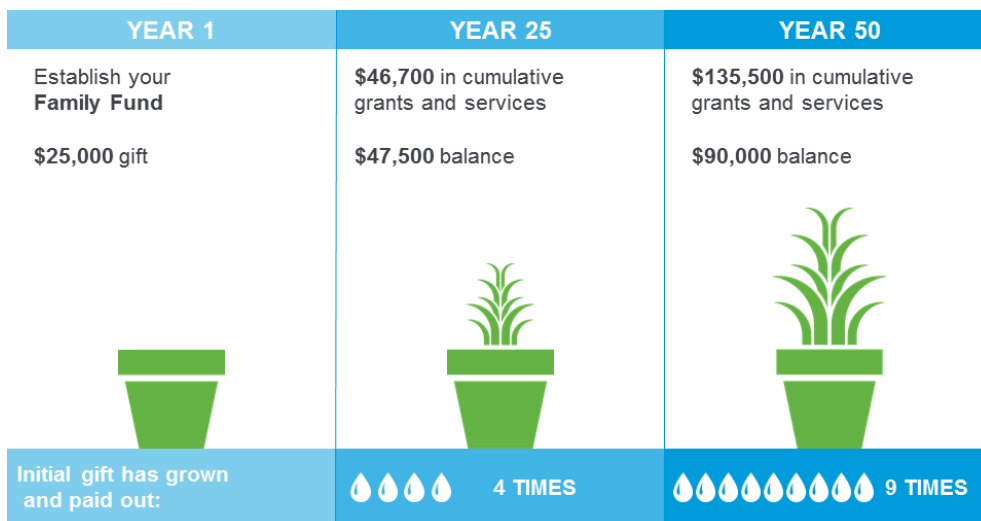 YEAR 1
Establish your
Family Fund
$25,000 gift
YEAR 25
$46,700 in cumulative
grants and services
$47,500 balance
YEAR 50
$135,500 in cumulative
grants and services
$90,000 balance
Initial gift has grown
and paid out:
4 TIMES
9 TIMES